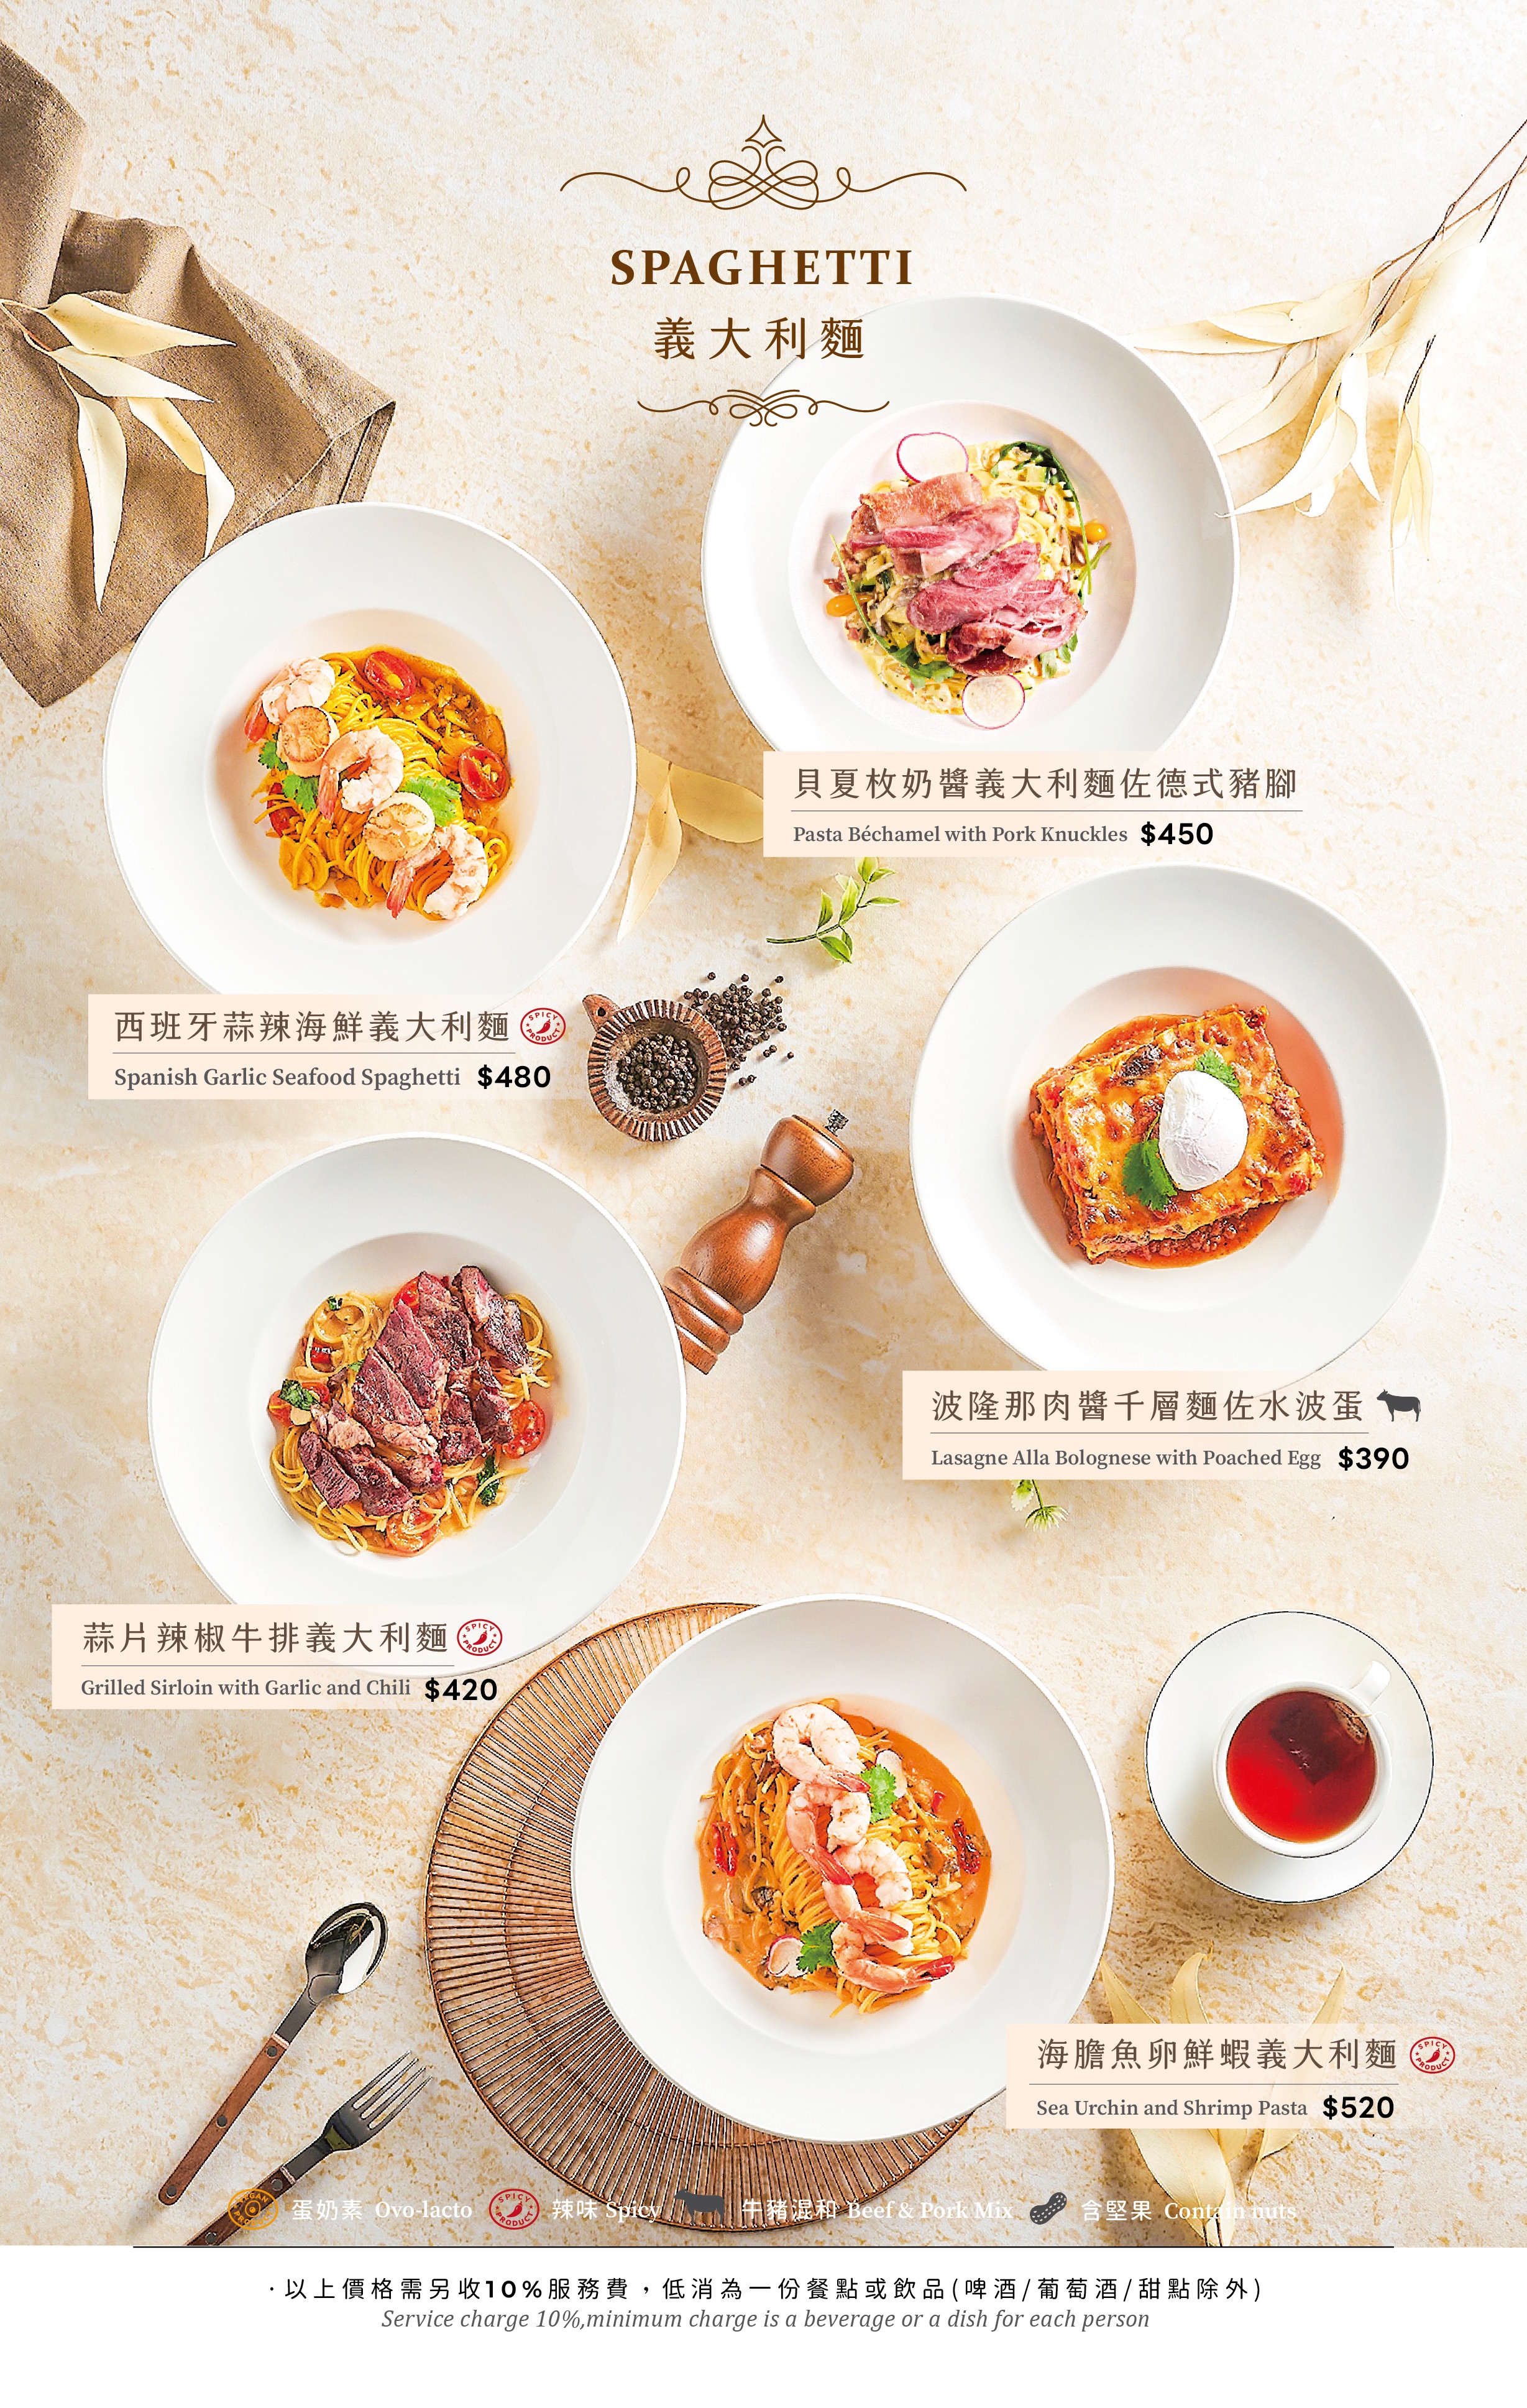 SPAGHETTI
義大利麵
貝夏枚奶醬義大利麵佐德式豬腳
Pasta Béchamel with Pork Knuckles $450
西班牙蒜辣海鮮義大利麵 SPICY PRODUCT
Spanish Garlic Seafood Spaghetti $480
波隆那肉醬千層麵佐水波蛋
Lasagne Alla Bolognese with Poached Egg $390
蒜片辣椒牛排義大利麵 SPICY PRODUCT
Grilled Sirloin with Garlic and Chili $420
海膽魚卵鮮蝦義大利麵 SPICY PRODUCT
Sea Urchin and Shrimp Pasta $520
蛋奶素 Ovo-lacto SPICY PRODUCT 辣味 Spicy 牛豬混和 Beef & Pork Mix 含堅果 Contain nuts
·以上價格需另收10%服務費，低消為一份餐點或飲品(啤酒/葡萄酒/甜點除外)
Service charge 10%,minimum charge is a beverage or a dish for each person